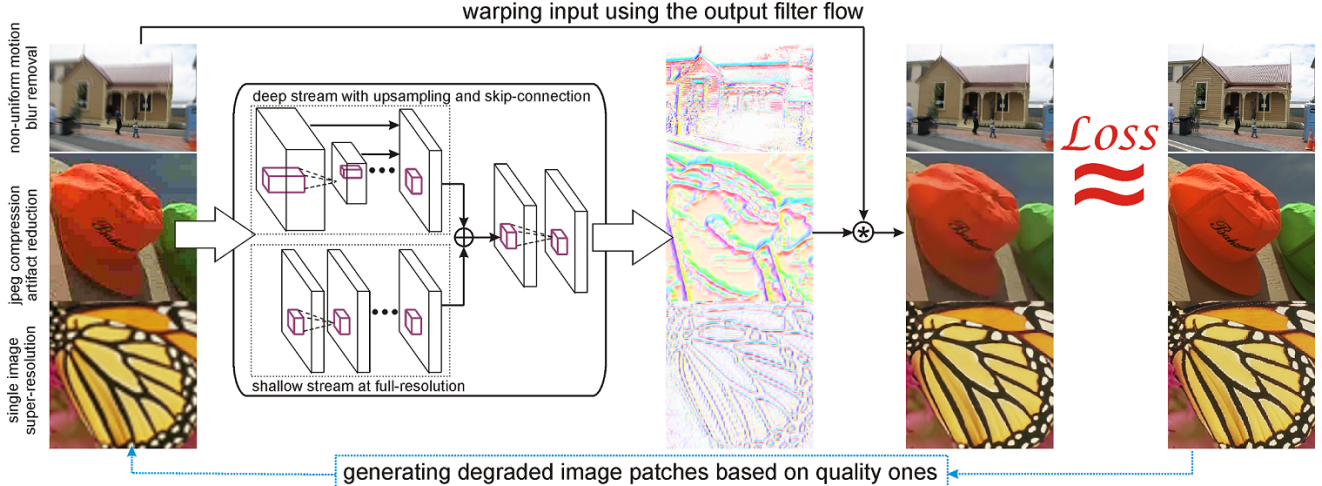 warping input using the output filter flow
non-uniform motion
blur removal
jpeg compression
artifact reduction
single image
super-resolution
deep stream with upsampling and skip-connection
shallow stream at full-resolution
Loss
generating degraded image patches based on quality ones